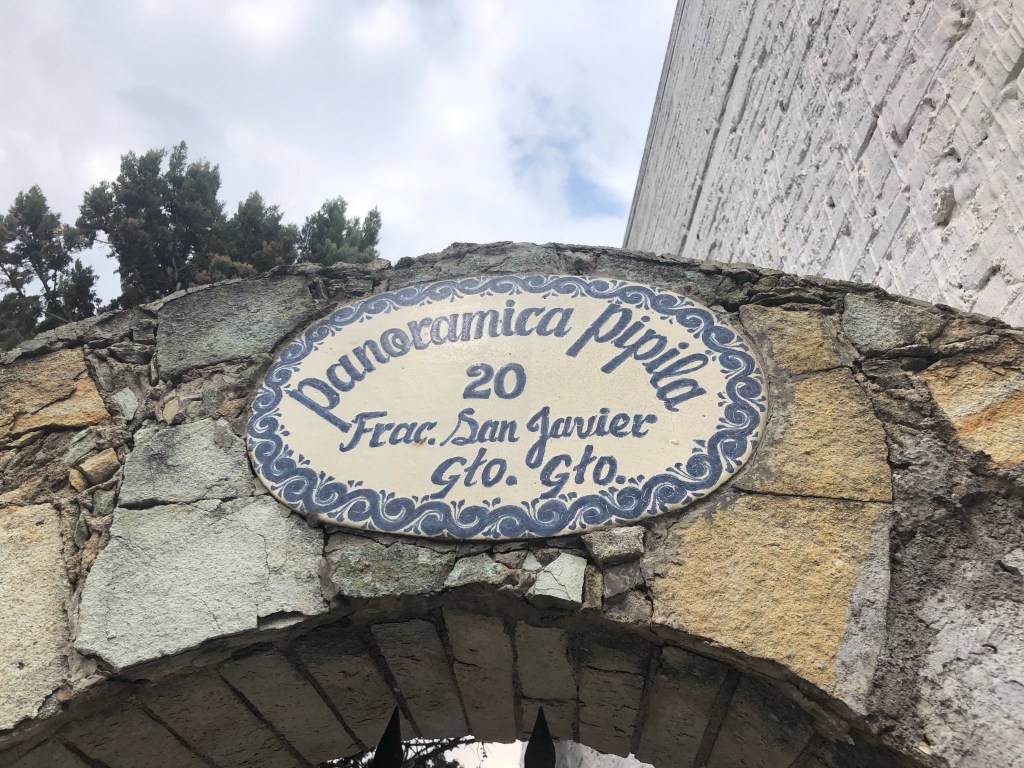 panoramica pipila
20
Frac. San Javier
Gto. Gto..